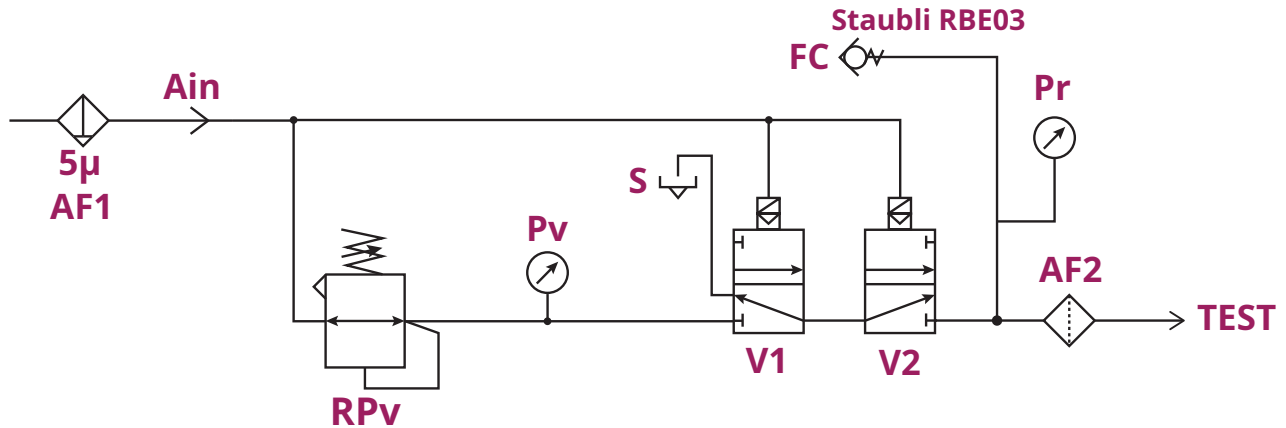 Staubli RBE03
FC
Ain
Pr
5µ
AF1
S
Pv
AF2
TEST
V1
V2
RPv